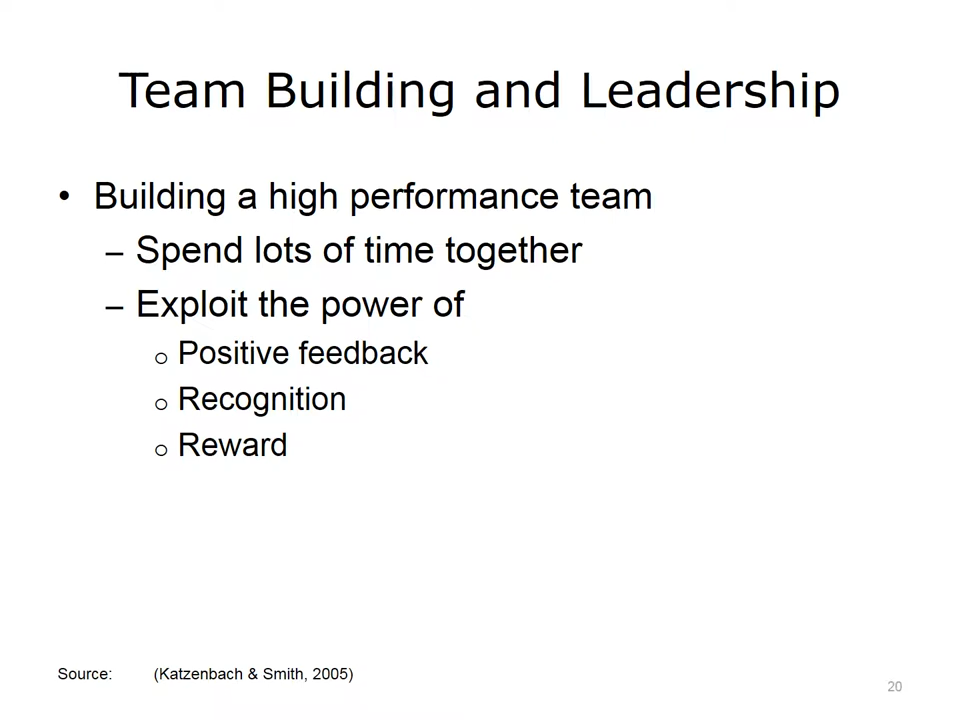 Team Building and Leadership
• Building a high performance team
– Spend lots of time together
– Exploit the power of
o Positive feedback
o Recognition
o Reward
Source: (Katzenbach & Smith, 2005)
20